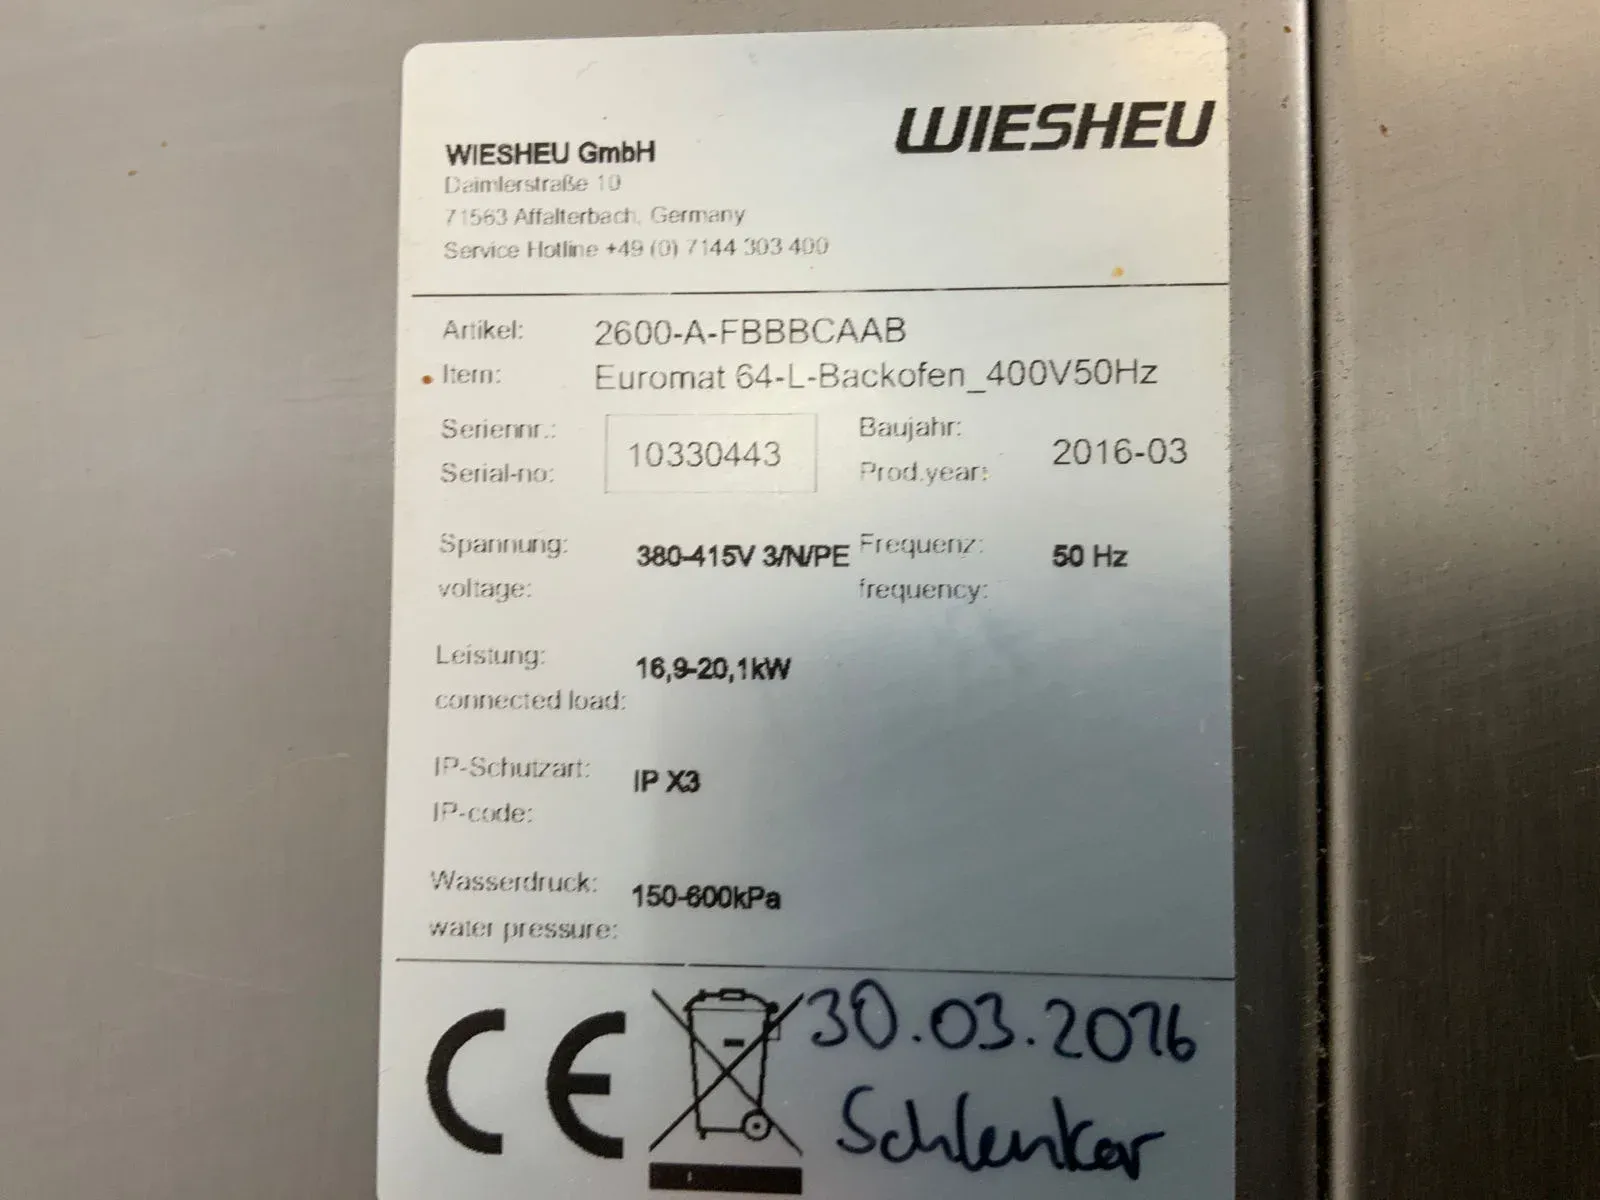 WIESHEU
WIESHEU GmbH
Daimlerstraße 10
71563 Affalterbach, Germany
Service Hotline +49 (0) 7144 303 400
Artikel: 2600-A-FBBBCAAB
Item: Euromat 64-L-Backofen_400V50Hz
Seriennr.: Baujahr:
10330443 2016-03
Serial-no: Prod.year:
Spannung: Frequenz:
380-415V 3/N/PE 50 Hz
voltage: frequency:
Leistung:
16,9-20,1kW
connected load:
IP-Schutzart:
IP X3
IP-code:
Wasserdruck:
150-600kPa
water pressure:
CE
30.03.2016
Schlenker